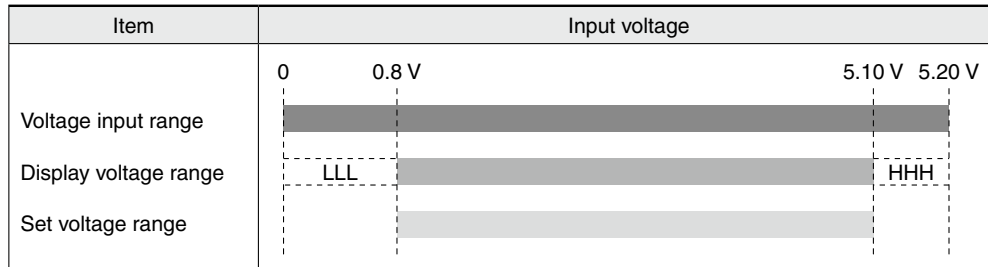 Item Input voltage
0 0.8 V 5.10 V 5.20 V
Voltage input range
Display voltage range LLL HHH
Set voltage range